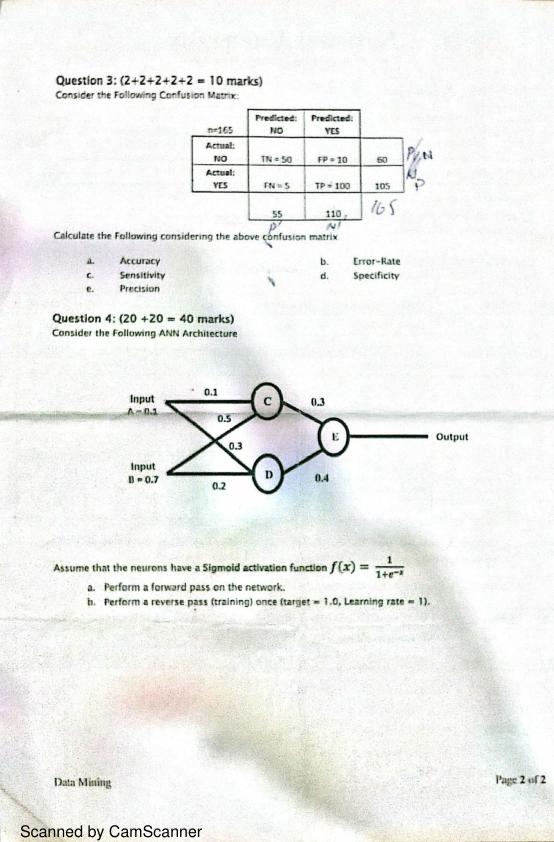 Question 3: (2+2+2+2+2 = 10 marks)
Consider the Following Confusion Matrix:
Predicted: Predicted:
n=165 NO YES
Actual:
NO TN = 50 FP = 10 60 P N
Actual: N
YES FN = 5 TP = 100 105 P
55 110 165
P' N'
Calculate the Following considering the above confusion matrix
a. Accuracy b. Error-Rate
c. Sensitivity d. Specificity
e. Precision
Question 4: (20 +20 = 40 marks)
Consider the Following ANN Architecture
Input 0.1 C 0.3
A = 0.1
0.5
E Output
0.3
Input D
B = 0.7 0.2 0.4
Assume that the neurons have a Sigmoid activation function f(x) = 1/1+e^-x
a. Perform a forward pass on the network.
b. Perform a reverse pass (training) once (target = 1.0, Learning rate = 1).
Data Mining Page 2 of 2
Scanned by CamScanner